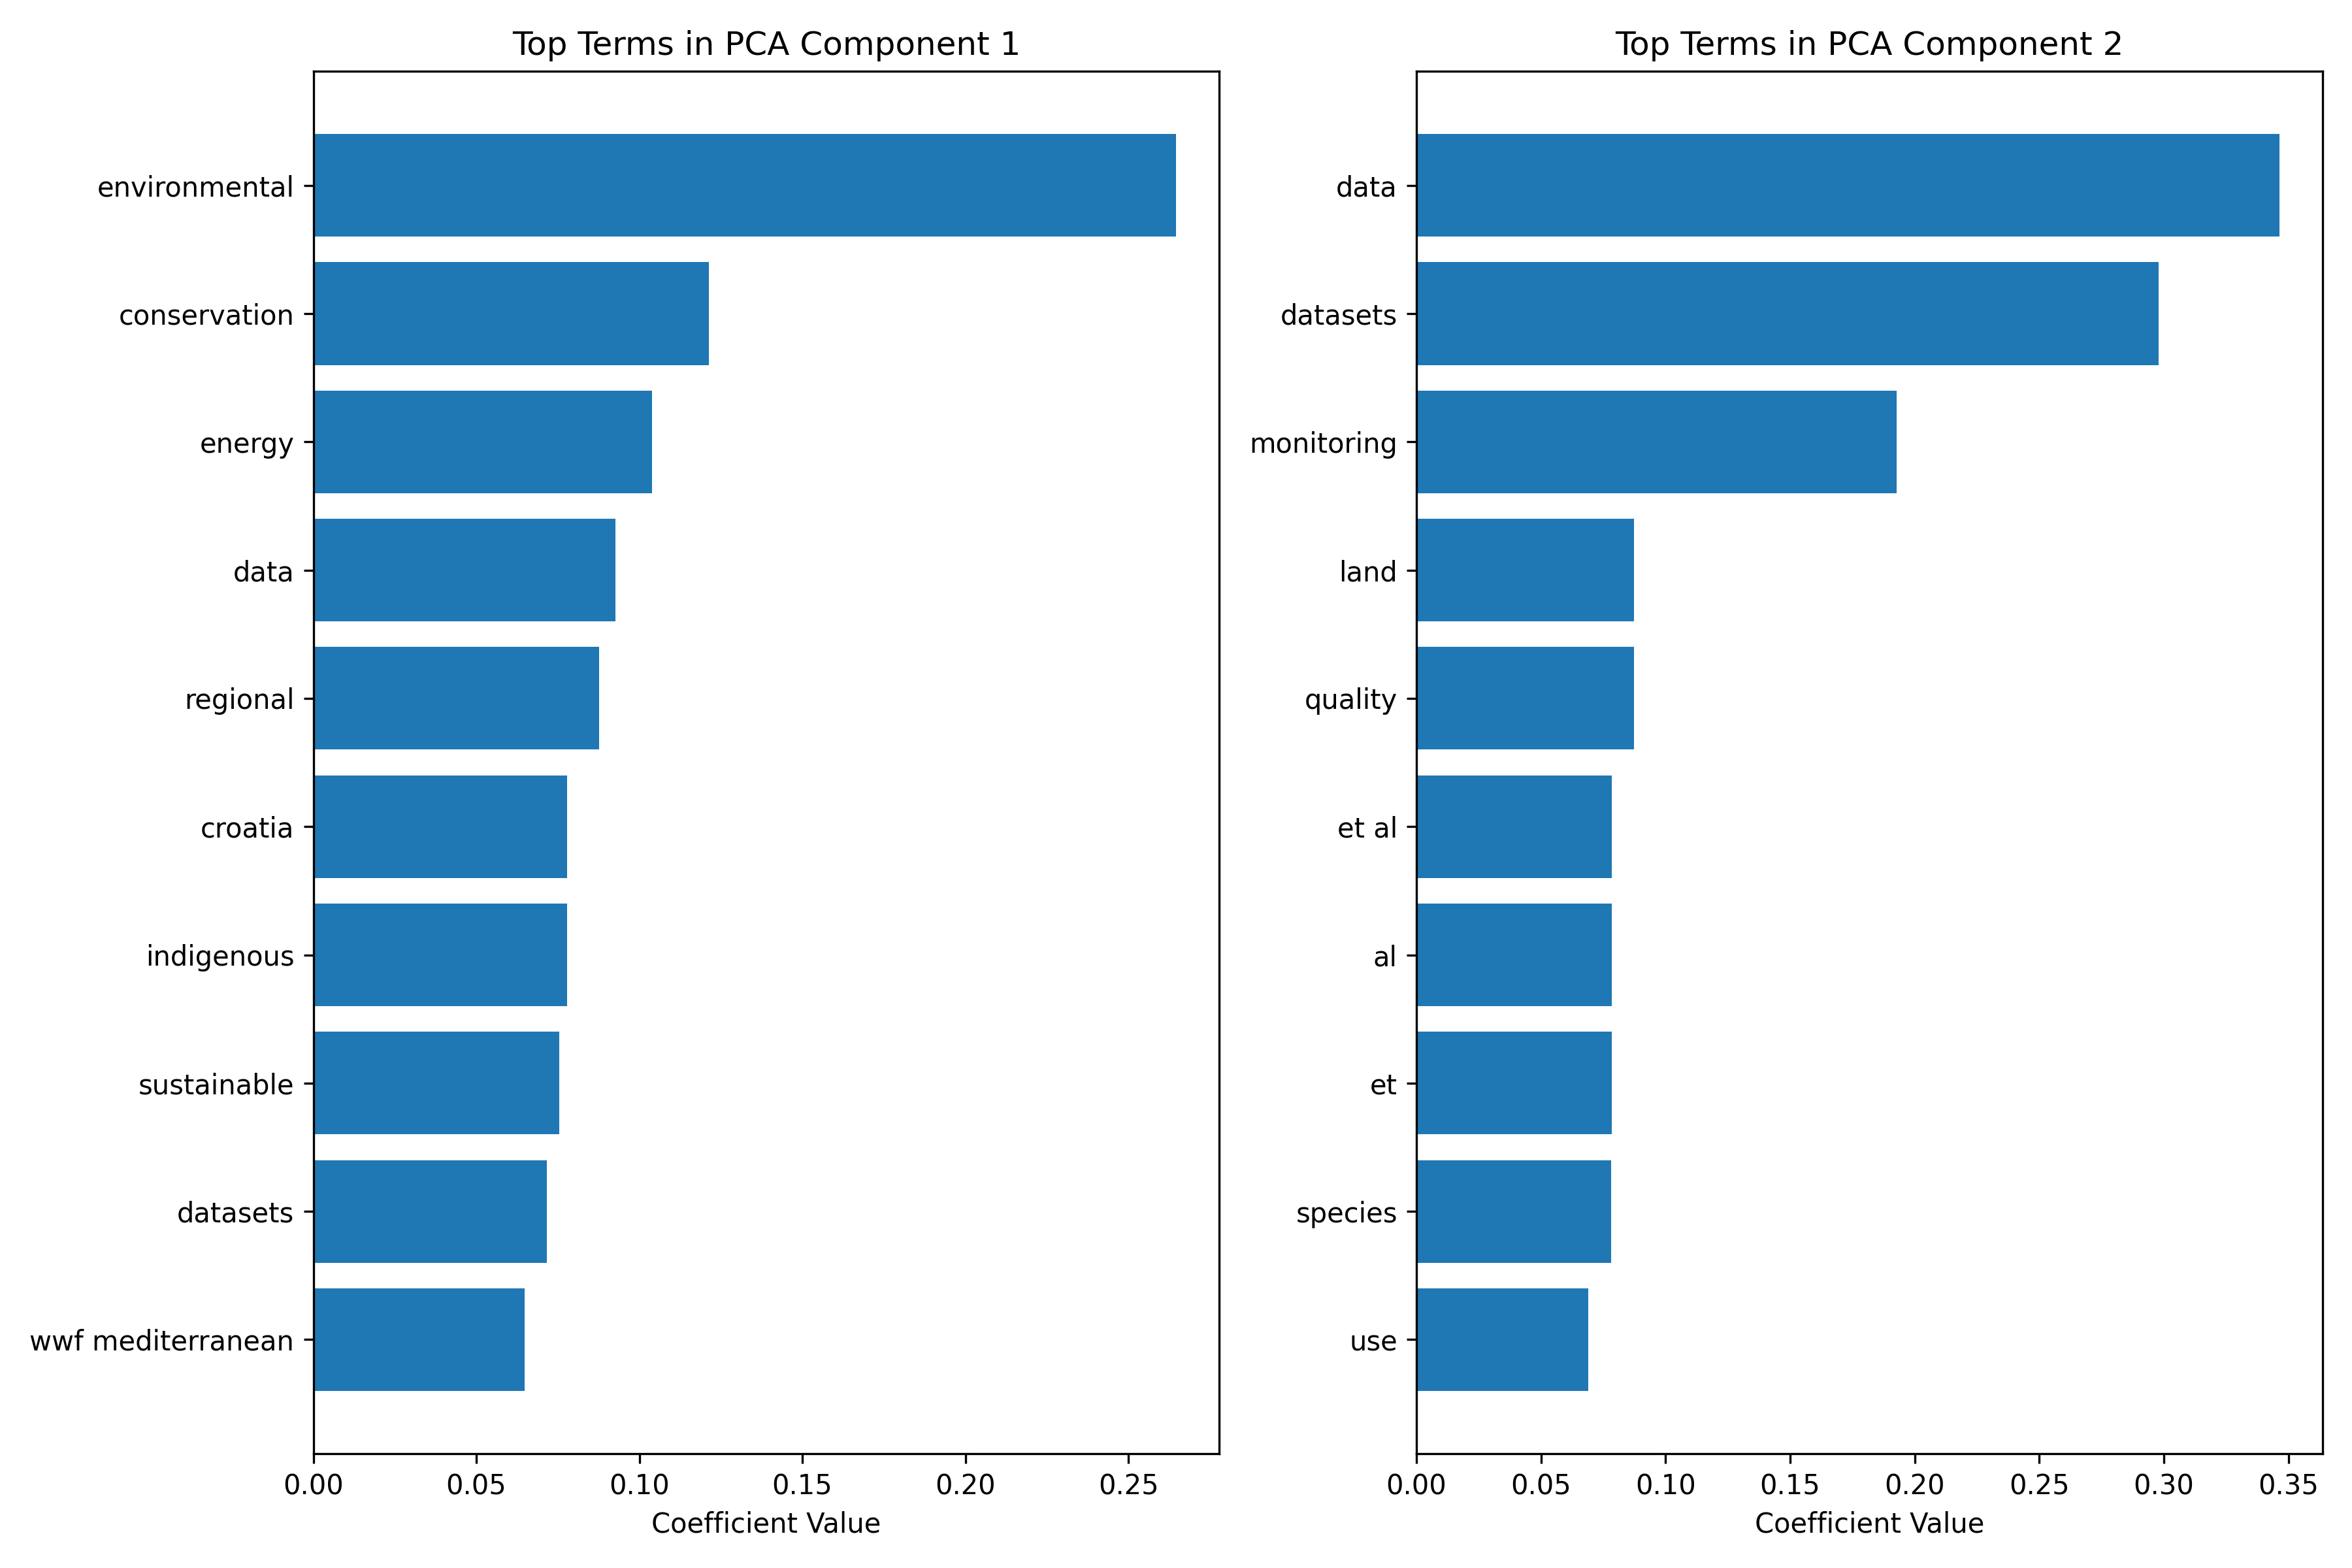 Top Terms in PCA Component 1
environmental
conservation
energy
data
regional
croatia
indigenous
sustainable
datasets
wwf mediterranean
0.00 0.05 0.10 0.15 0.20 0.25
Coefficient Value
Top Terms in PCA Component 2
data
datasets
monitoring
land
quality
et al
al
et
species
use
0.00 0.05 0.10 0.15 0.20 0.25 0.30 0.35
Coefficient Value